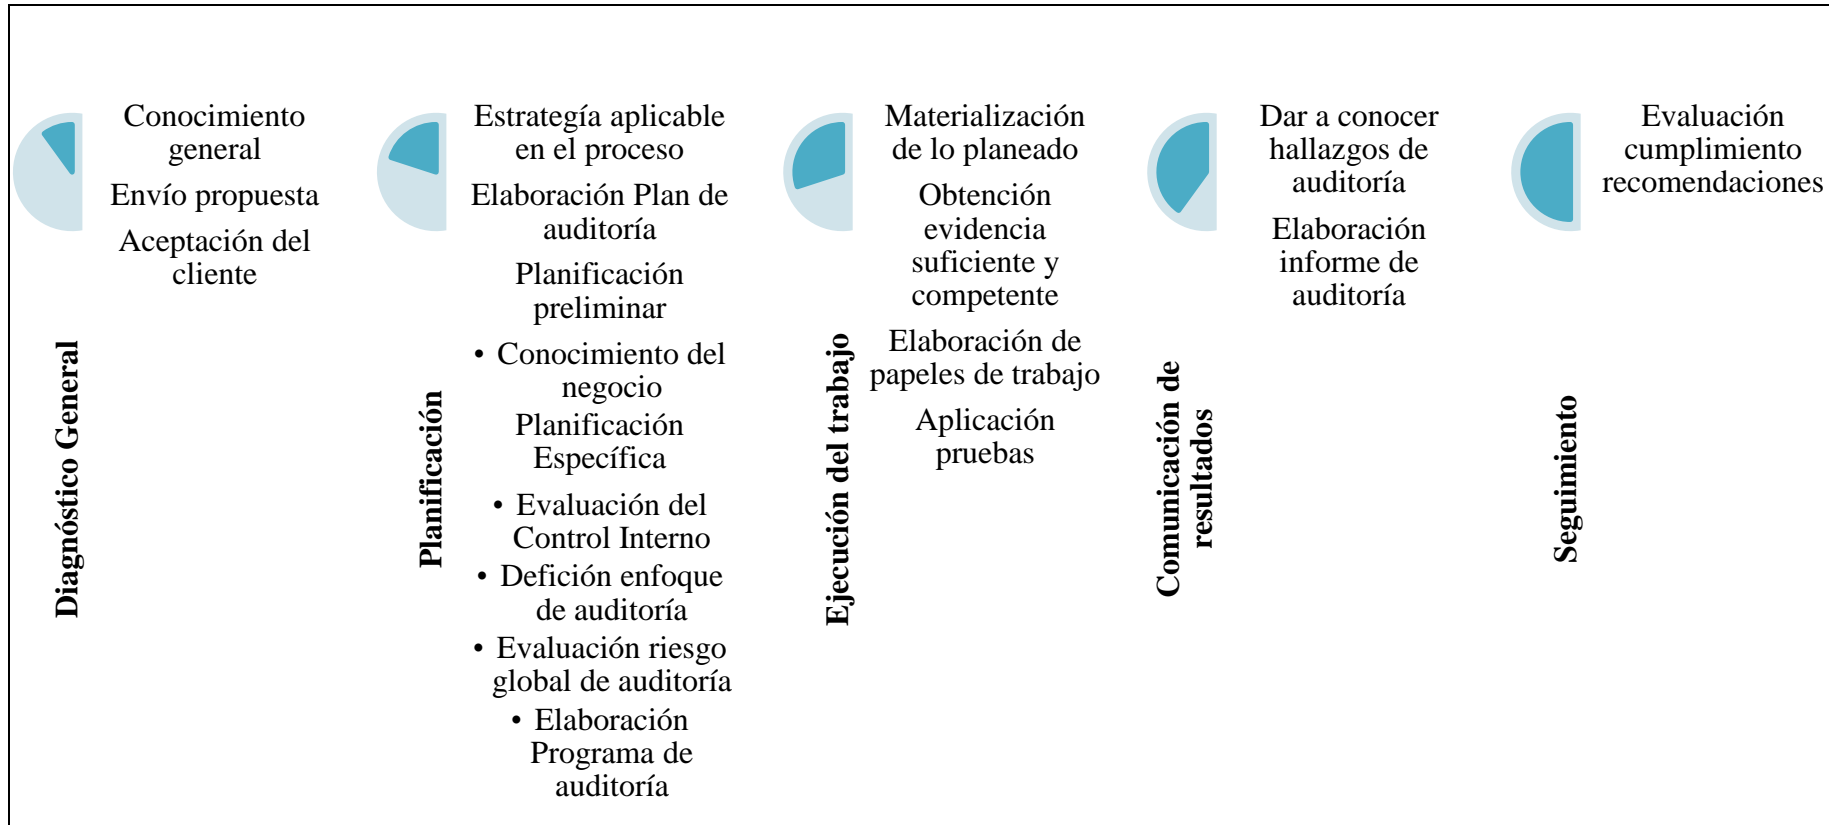 Diagnóstico General
Conocimiento
general
Envío propuesta
Aceptación del
cliente
Planificación
Estrategía aplicable
en el proceso
Elaboración Plan de
auditoría
Planificación
preliminar
• Conocimiento del
negocio
Planificación
Específica
• Evaluación del
Control Interno
• Defición enfoque
de auditoría
• Evaluación riesgo
global de auditoría
• Elaboración
Programa de
auditoría
Ejecución del trabajo
Materialización
de lo planeado
Obtención
evidencia
suficiente y
competente
Elaboración de
papeles de trabajo
Aplicación
pruebas
Comunicación de
resultados
Dar a conocer
hallazgos de
auditoría
Elaboración
informe de
auditoría
Seguimiento
Evaluación
cumplimiento
recomendaciones